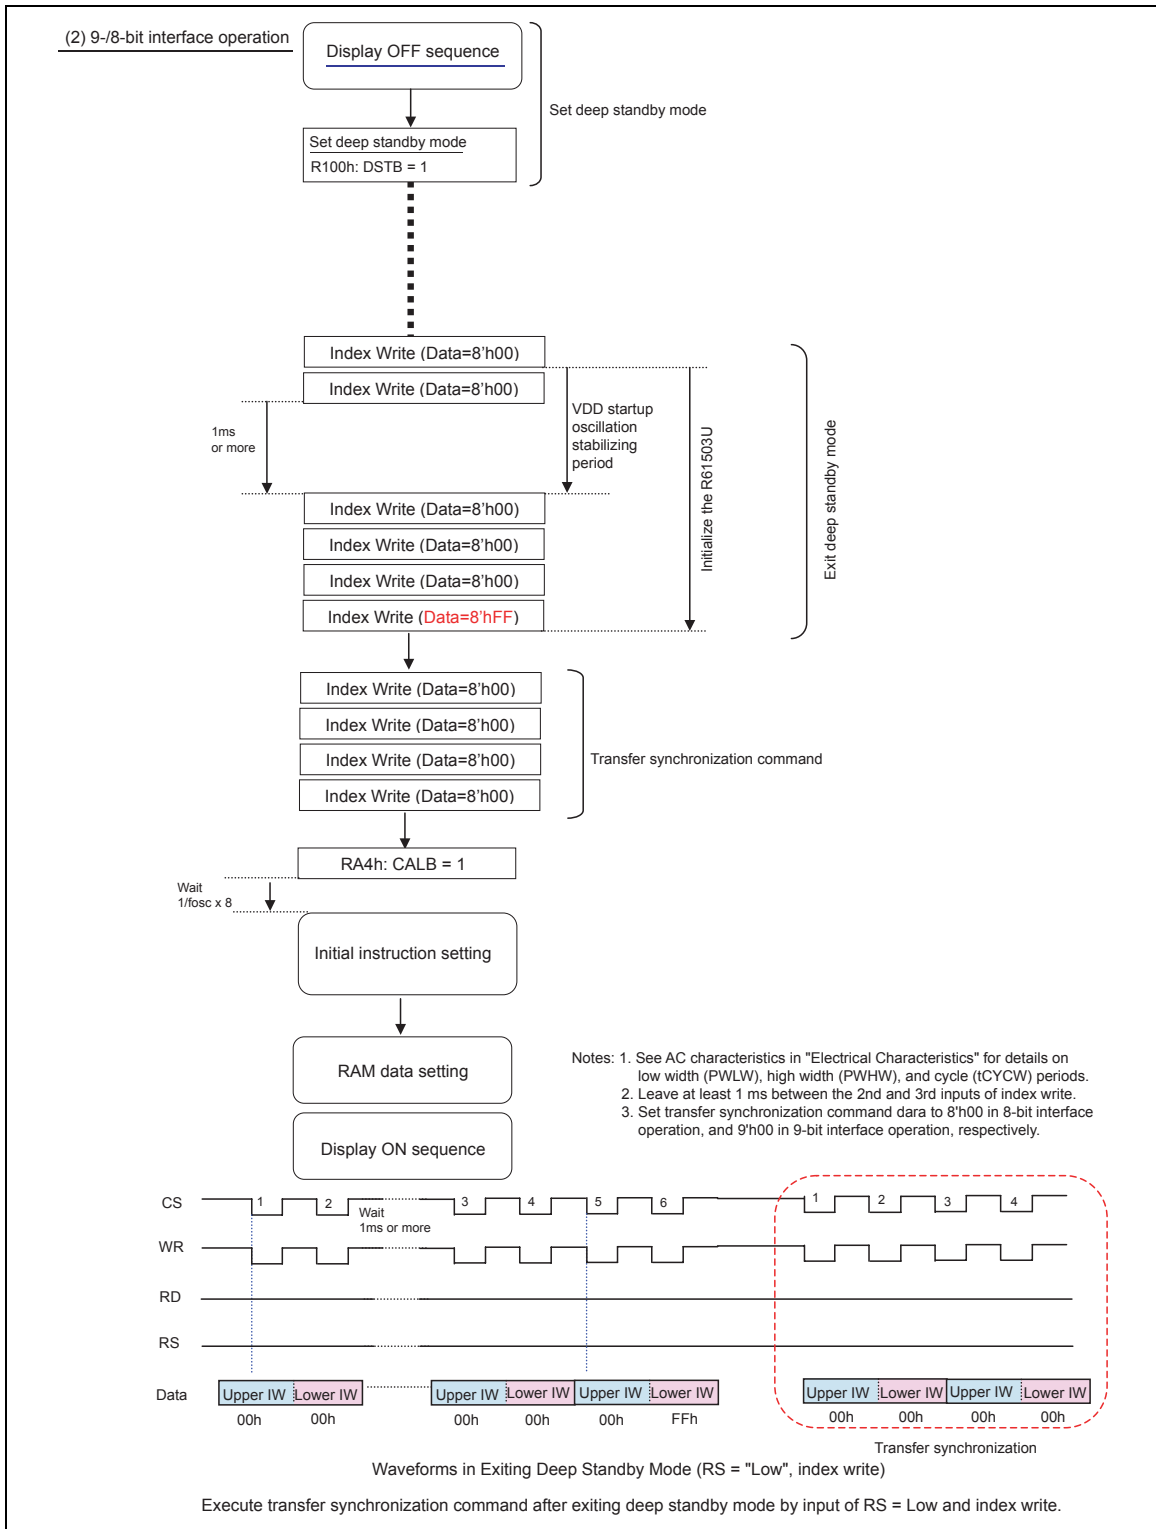 (2) 9-/8-bit interface operation
Display OFF sequence
Set deep standby mode
Set deep standby mode
R100h: DSTB = 1
Index Write (Data=8'h00)
Index Write (Data=8'h00)
1ms
or more
VDD startup
oscillation
stabilizing
period
Initialize the R61503U
Exit deep standby mode
Index Write (Data=8'h00)
Index Write (Data=8'h00)
Index Write (Data=8'h00)
Index Write (Data=8'hFF)
Index Write (Data=8'h00)
Index Write (Data=8'h00)
Index Write (Data=8'h00)
Index Write (Data=8'h00)
Transfer synchronization command
RA4h: CALB = 1
Wait
1/fosc x 8
Initial instruction setting
RAM data setting
Display ON sequence
Notes: 1. See AC characteristics in "Electrical Characteristics" for details on
low width (PWLW), high width (PWHW), and cycle (tCYCW) periods.
2. Leave at least 1 ms between the 2nd and 3rd inputs of index write.
3. Set transfer synchronization command dara to 8'h00 in 8-bit interface
operation, and 9'h00 in 9-bit interface operation, respectively.
CS 1 2 3 4 5 6 1 2 3 4
Wait
1ms or more
WR
RD
RS
Data Upper IW Lower IW Upper IW Lower IW Upper IW Lower IW Upper IW Lower IW Upper IW Lower IW
00h 00h 00h 00h 00h FFh 00h 00h 00h 00h
Transfer synchronization
Waveforms in Exiting Deep Standby Mode (RS = "Low", index write)
Execute transfer synchronization command after exiting deep standby mode by input of RS = Low and index write.